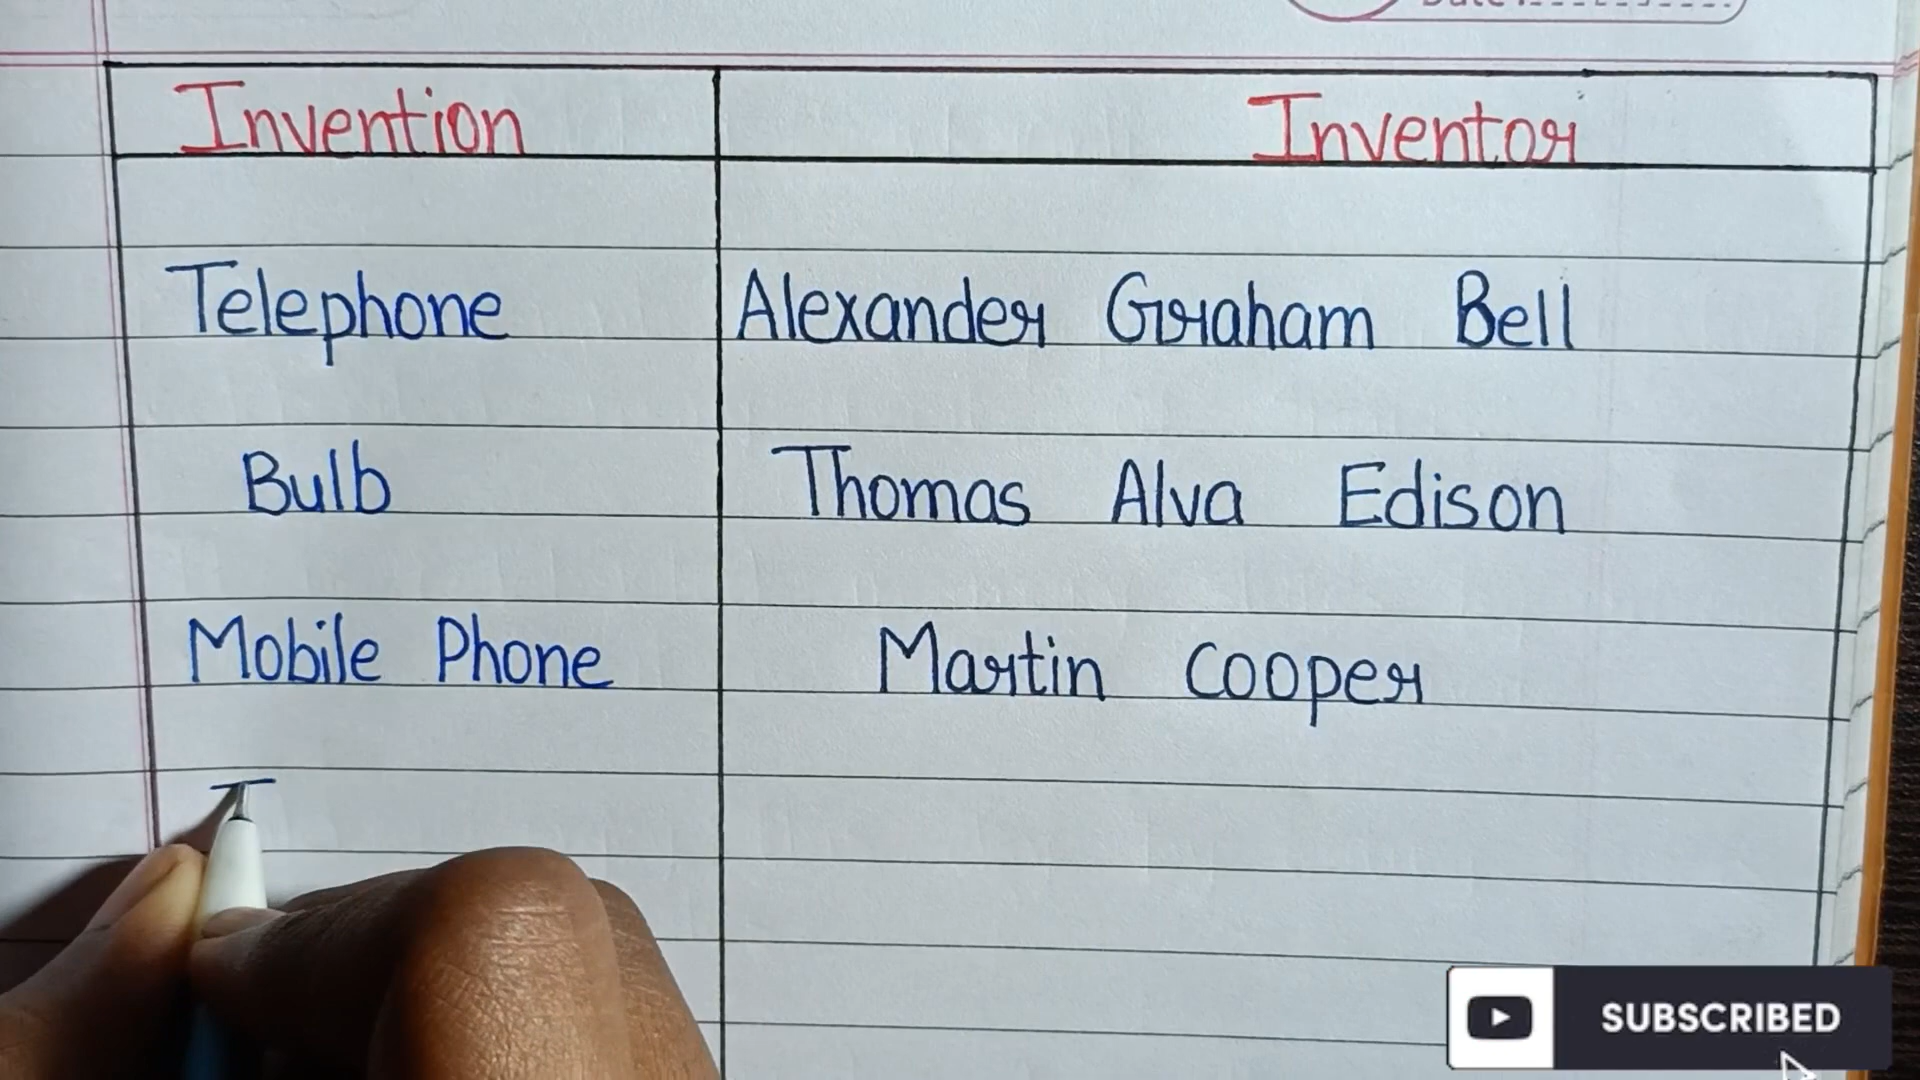 Invention Inventor
Telephone Alexander Graham Bell
Bulb Thomas Alva Edison
Mobile Phone Martin Cooper
SUBSCRIBED